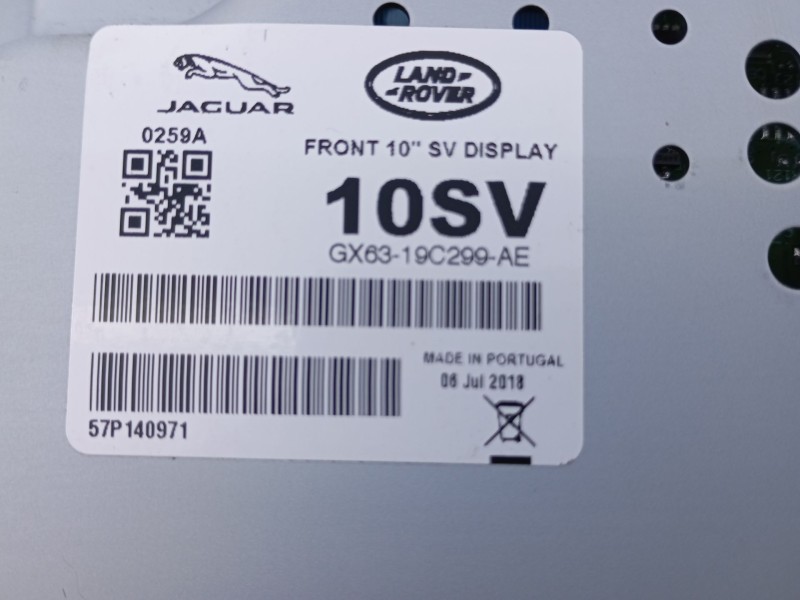 JAGUAR
LAND ROVER
0259A
FRONT 10" SV DISPLAY
10SV
GX63-19C299-AE
MADE IN PORTUGAL
06 Jul 2018
57P140971